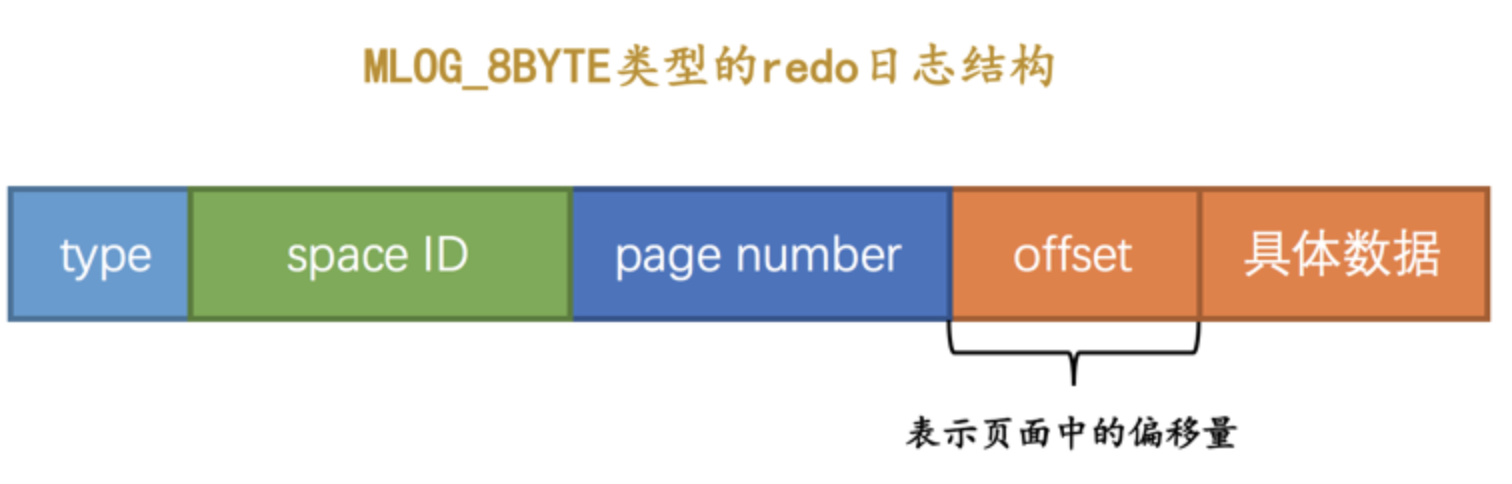 MLOG_8BYTE类型的redo日志结构
type space ID page number offset 具体数据
表示页面中的偏移量